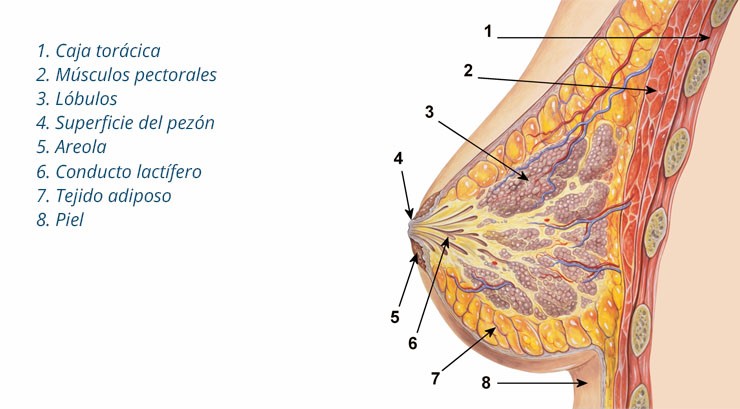 1. Caja torácica
2. Músculos pectorales
3. Lóbulos
4. Superficie del pezón
5. Areola
6. Conducto lactífero
7. Tejido adiposo
8. Piel
1
2
3
4
5
6
7
8